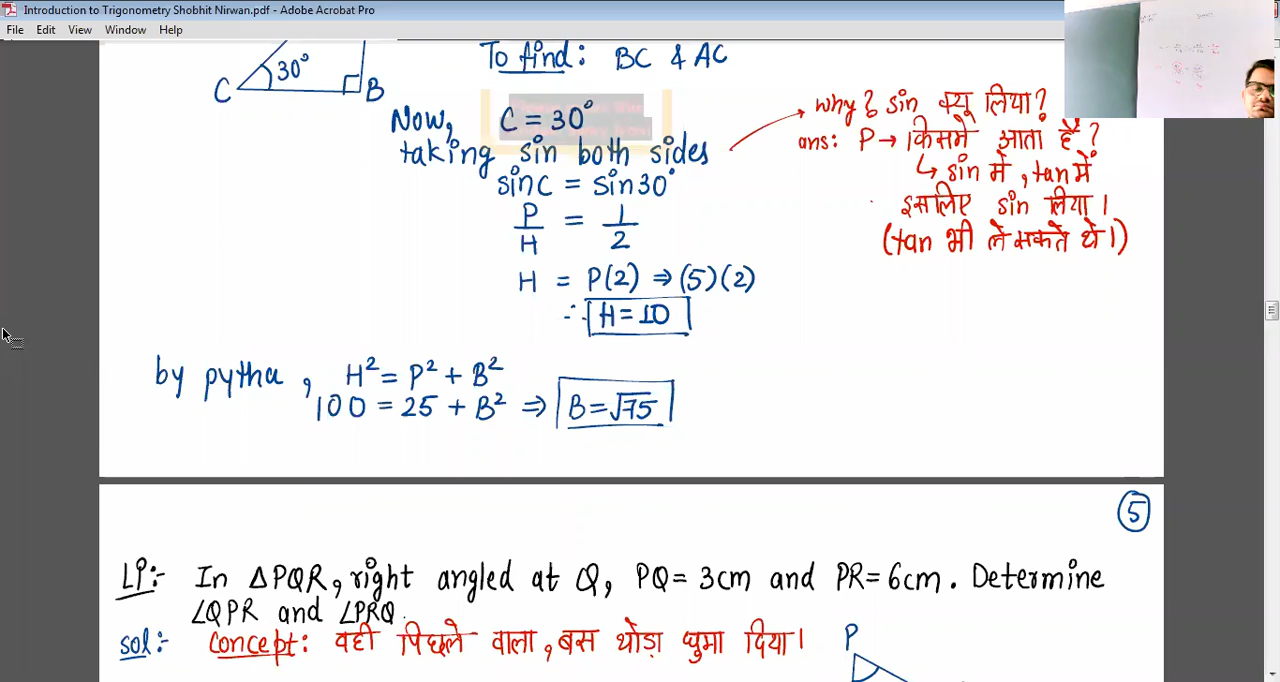 Introduction to Trigonometry Shobhit Nirwan.pdf - Adobe Acrobat Pro
File Edit View Window Help
C 30° B
To find: BC & AC
Now, C = 30°
taking sin both sides
sinC = sin30°
P/H = 1/2
H = P(2) ⇒ (5)(2)
∴ H = 10
why? sin क्यू लिया?
ans: P → किसमे आता है?
↳ sin में, tan में
इसलिए sin लिया।
(tan भी ले सकते थे।)
by pytha, H² = P² + B²
100 = 25 + B² ⇒ B = √75
5
LP:- In △PQR, right angled at Q, PQ = 3cm and PR = 6cm. Determine
∠QPR and ∠PRQ.
sol:- Concept: वही पिछले वाला, बस थोड़ा घुमा दिया।
P